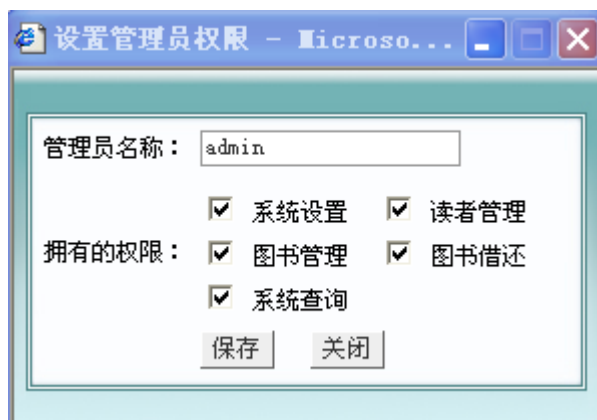 设置管理员权限 - Microso...
管理员名称： admin
系统设置 读者管理
拥有的权限： 图书管理 图书借还
系统查询
保存 关闭